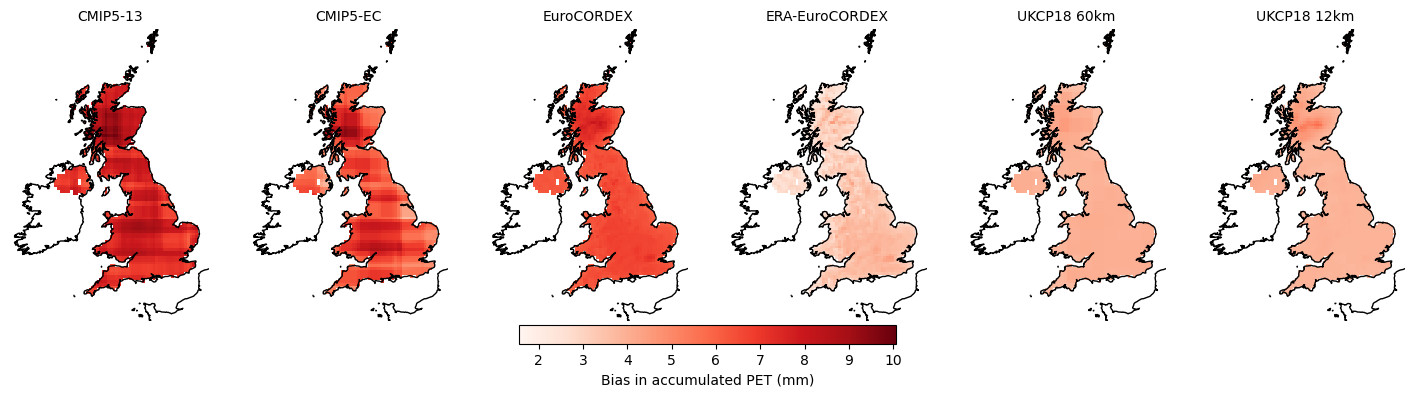 CMIP5-13 CMIP5-EC EuroCORDEX ERA-EuroCORDEX UKCP18 60km UKCP18 12km
2 3 4 5 6 7 8 9 10
Bias in accumulated PET (mm)